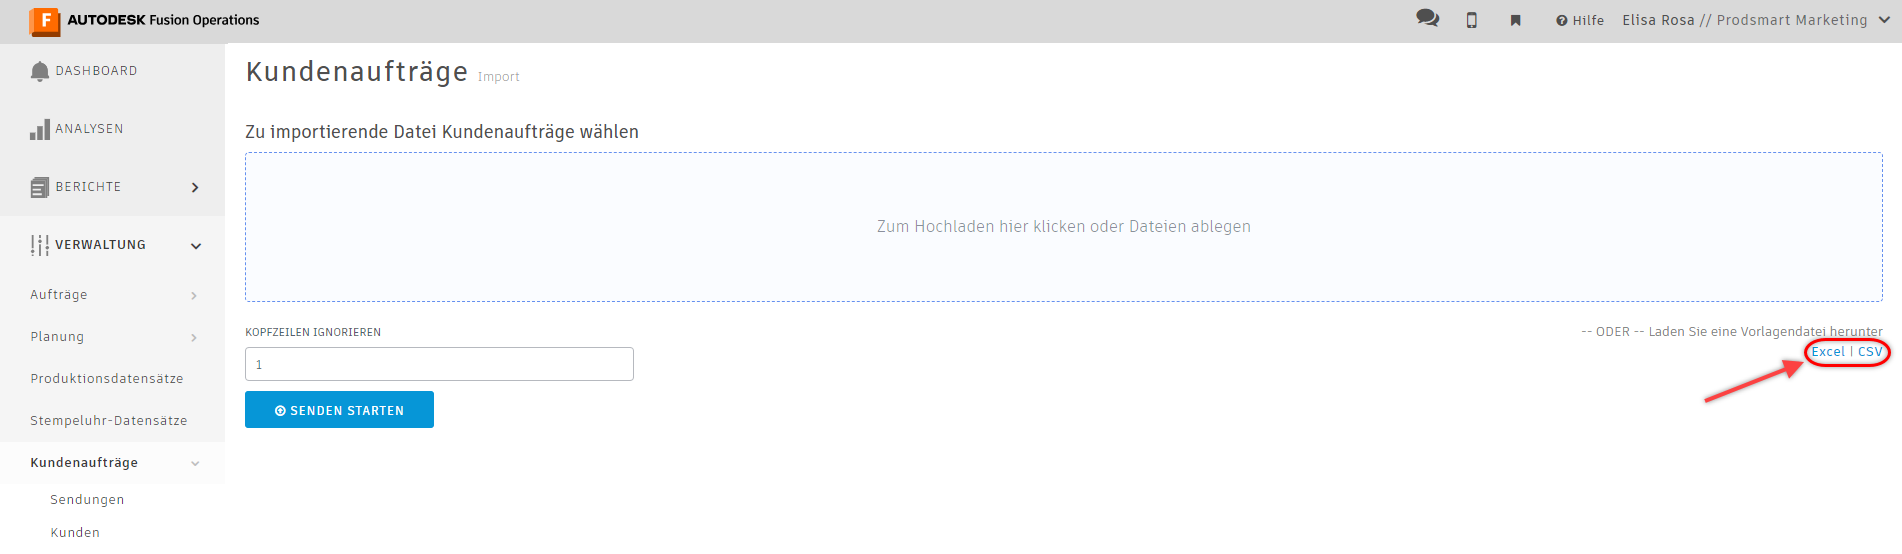 F AUTODESK Fusion Operations
Hilfe Elisa Rosa // Prodsmart Marketing
DASHBOARD
ANALYSEN
BERICHTE
VERWALTUNG
Aufträge
Planung
Produktionsdatensätze
Stempeluhr-Datensätze
Kundenaufträge
Sendungen
Kunden
Kundenaufträge Import
Zu importierende Datei Kundenaufträge wählen
Zum Hochladen hier klicken oder Dateien ablegen
KOPFZEILEN IGNORIEREN
1
SENDEN STARTEN
-- ODER -- Laden Sie eine Vorlagendatei herunter
Excel | CSV